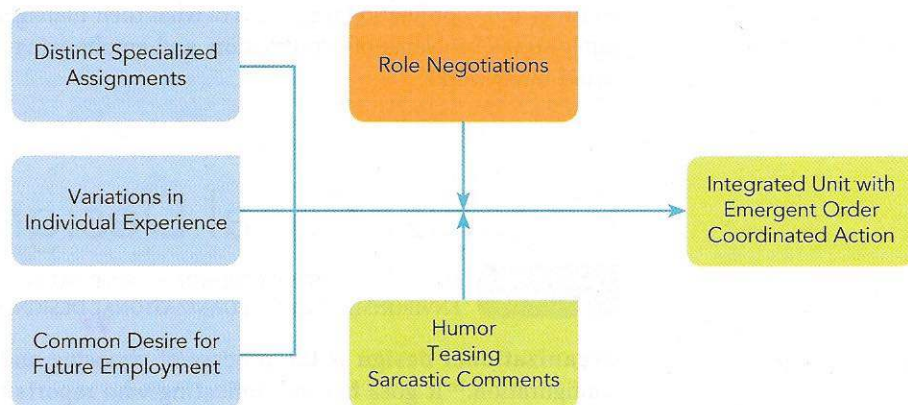 Distinct Specialized
Assignments
Role Negotiations
Variations in
Individual Experience
Integrated Unit with
Emergent Order
Coordinated Action
Common Desire for
Future Employment
Humor
Teasing
Sarcastic Comments